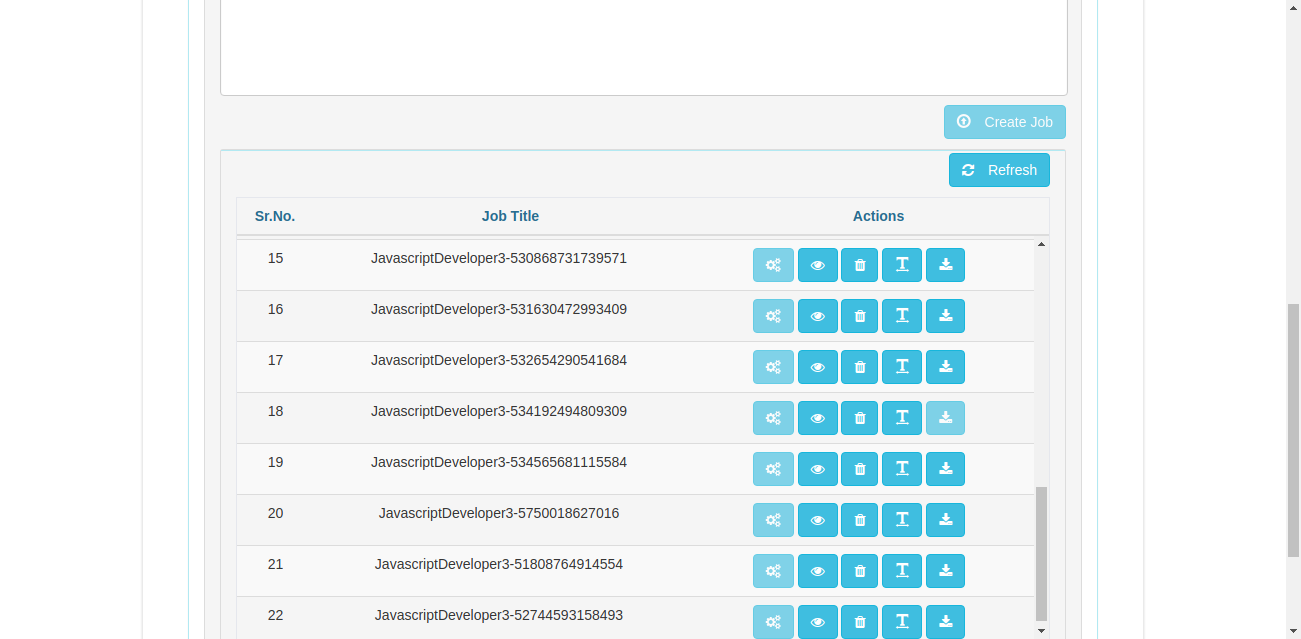 Create Job
Refresh
Sr.No. Job Title Actions
15 JavascriptDeveloper3-530868731739571
16 JavascriptDeveloper3-531630472993409
17 JavascriptDeveloper3-532654290541684
18 JavascriptDeveloper3-534192494809309
19 JavascriptDeveloper3-534565681115584
20 JavascriptDeveloper3-5750018627016
21 JavascriptDeveloper3-51808764914554
22 JavascriptDeveloper3-52744593158493